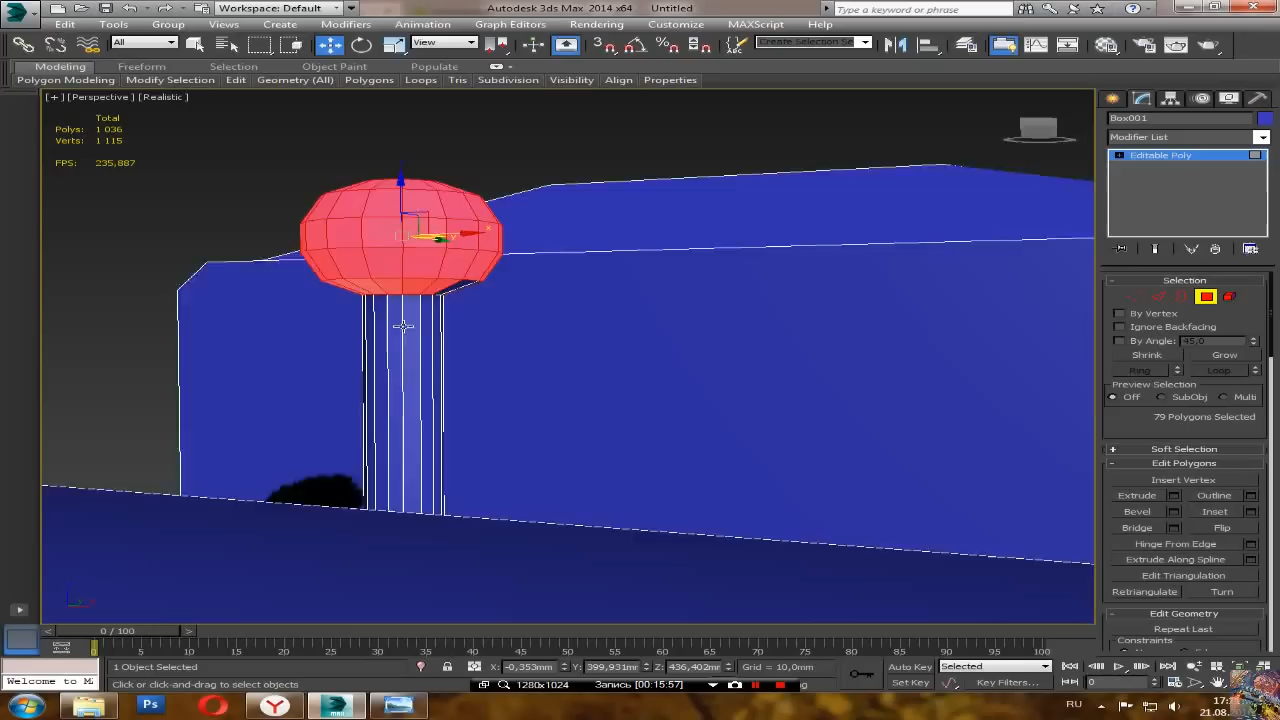 Workspace: Default
Autodesk 3ds Max 2014 x64
Untitled
Type a keyword or phrase
Edit Tools Group Views Create Modifiers Animation Graph Editors Rendering Customize MAXScript Help
All
View
Create Selection Se
Modeling Freeform Selection Object Paint Populate
Polygon Modeling Modify Selection Edit Geometry (All) Polygons Loops Tris Subdivision Visibility Align Properties
[+] [Perspective] [Realistic]
Total
Polys: 1 036
Verts: 1 115
FPS: 235,887
x
y
Box001
Modifier List
Editable Poly
Selection
By Vertex
Ignore Backfacing
By Angle: 45,0
Shrink Grow
Ring Loop
Preview Selection
Off SubObj Multi
79 Polygons Selected
Soft Selection
Edit Polygons
Insert Vertex
Extrude Outline
Bevel Inset
Bridge Flip
Hinge From Edge
Extrude Along Spline
Edit Triangulation
Retriangulate Turn
Edit Geometry
Repeat Last
Constraints
0 / 100
0 5 10 15 20 25 30 35 40 45 50 55 60 65 70 75 80 85 90 95 100
1 Object Selected
X: -0,353mm Y: 399,931mm Z: 436,402mm
Grid = 10,0mm
Auto Key
Selected
Welcome to M
Click or click-and-drag to select objects
1280x1024
Запись [00:15:57]
Set Key
Key Filters...
0
Ps
RU